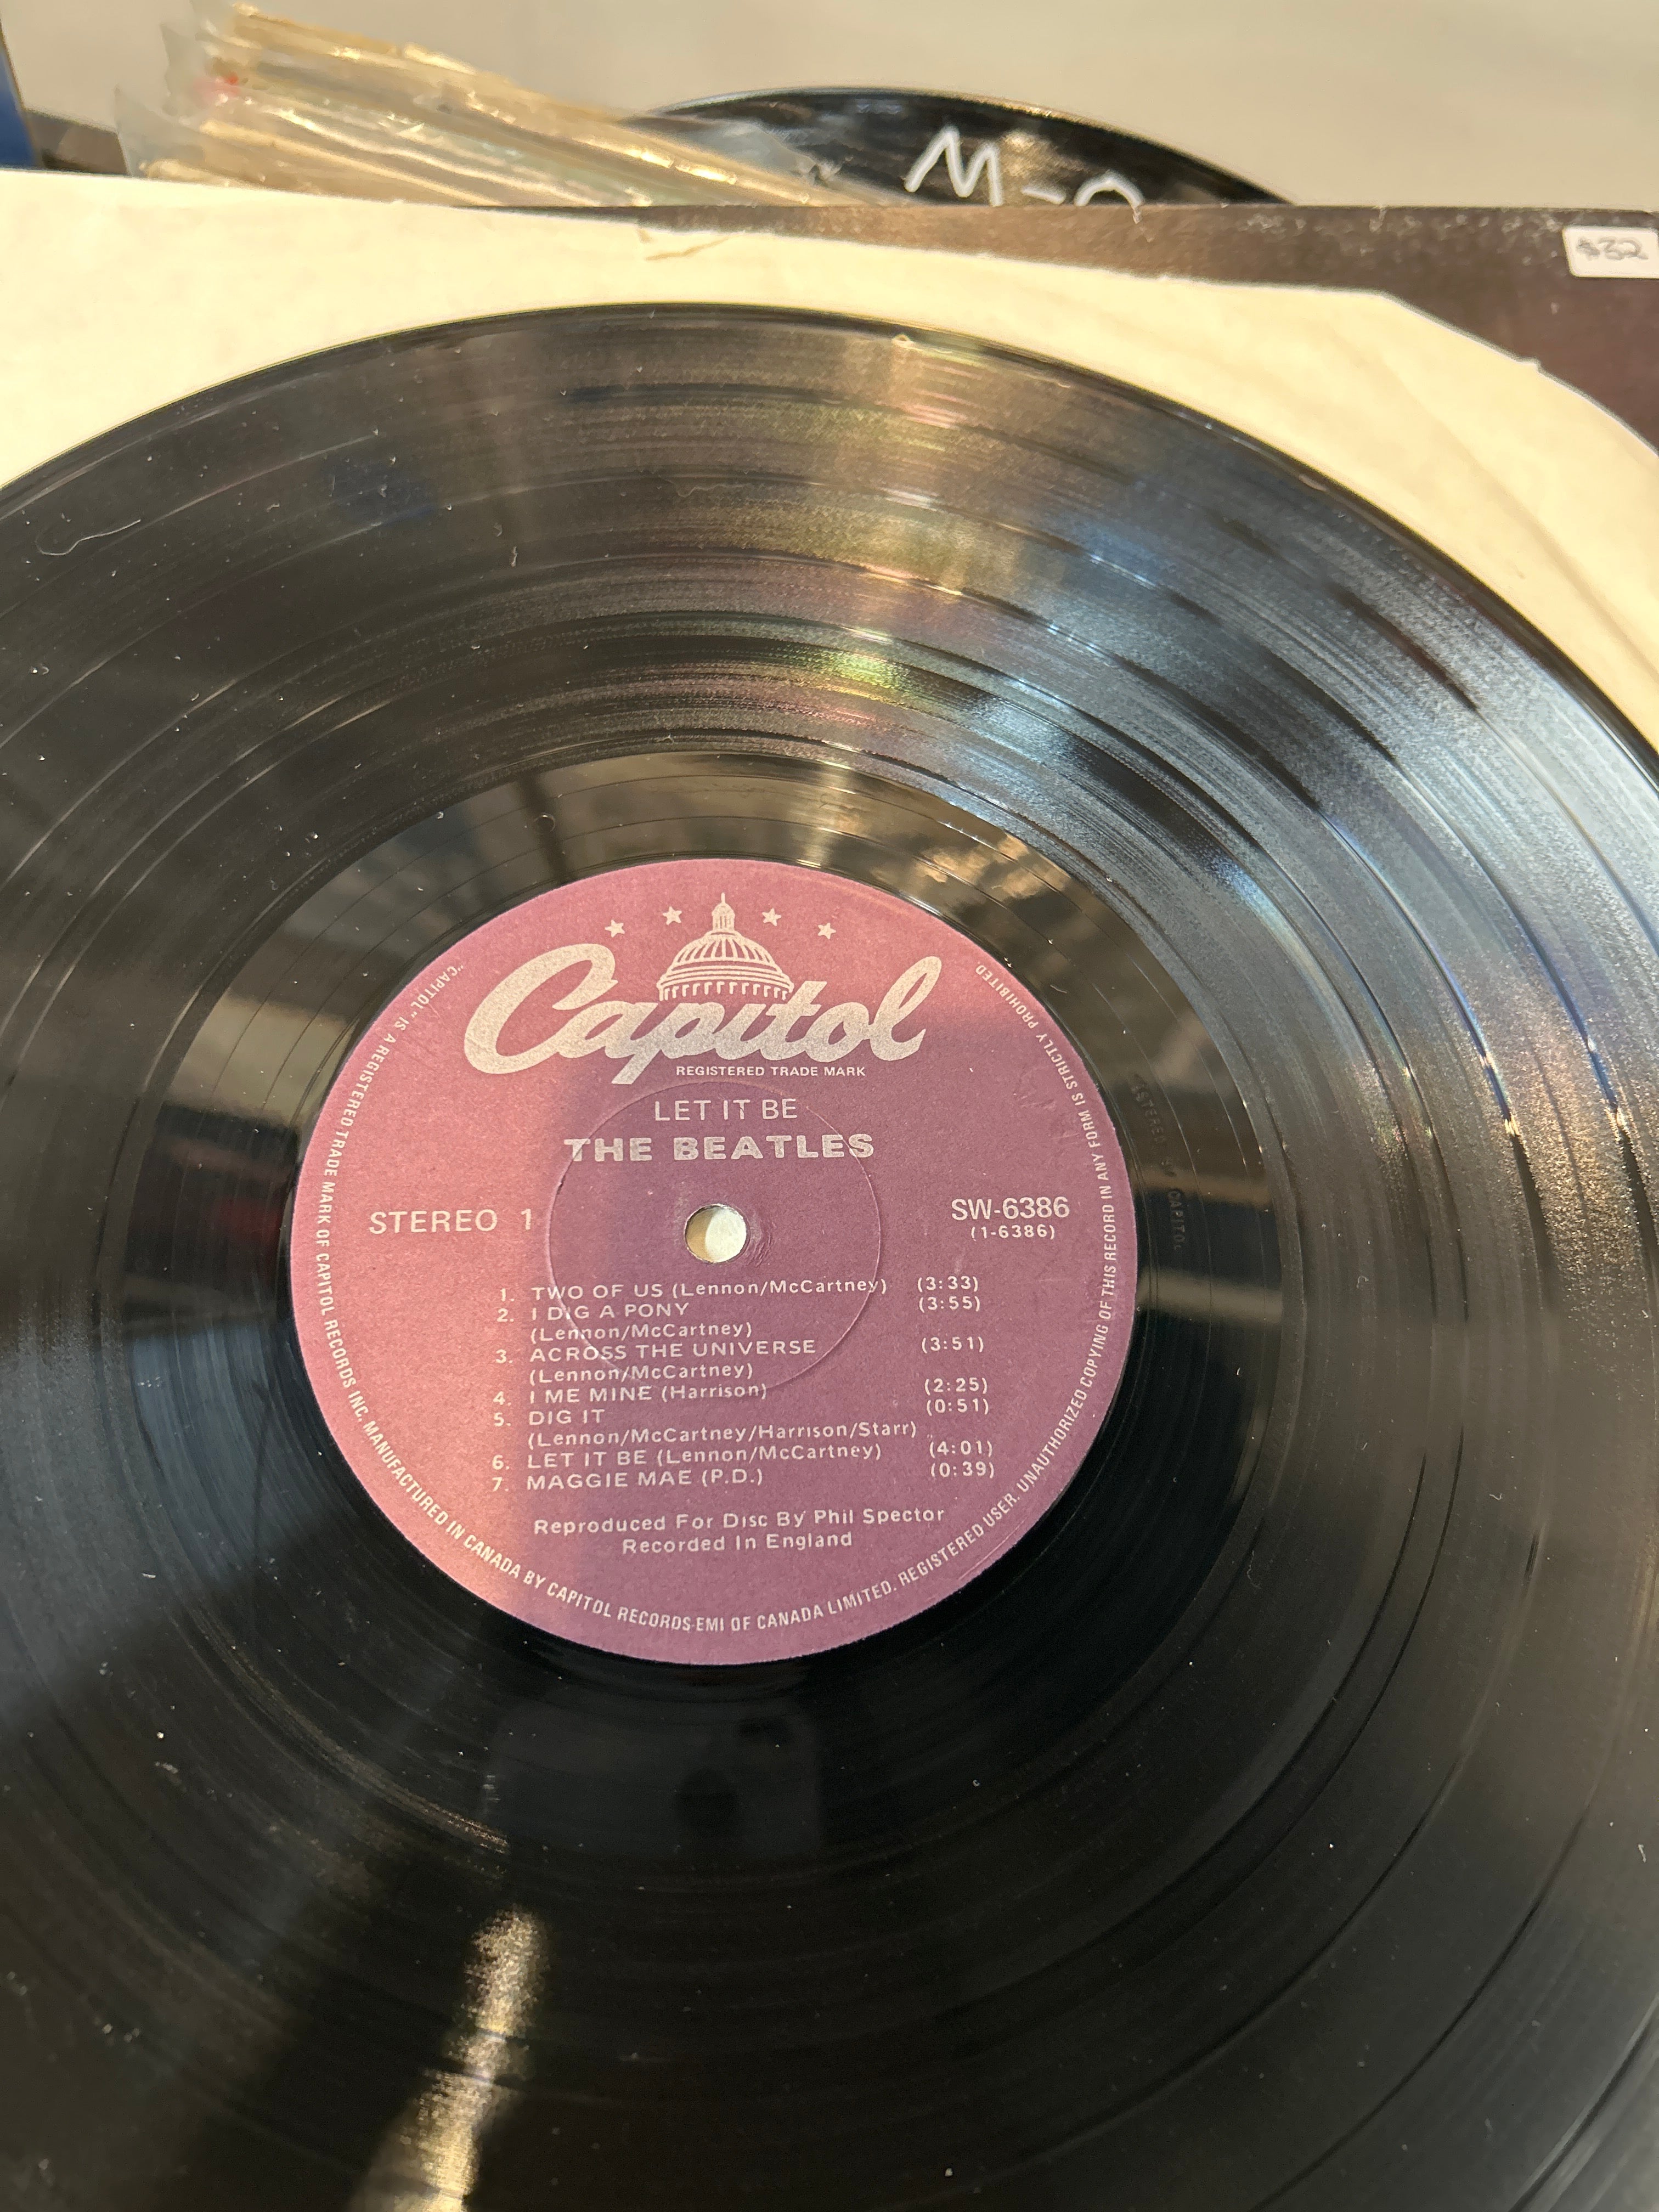 M-O
$32
Capitol
REGISTERED TRADE MARK
LET IT BE
THE BEATLES
STEREO 1
SW-6386
(1-6386)
1. TWO OF US (Lennon/McCartney) (3:33)
2. I DIG A PONY (3:55)
(Lennon/McCartney)
3. ACROSS THE UNIVERSE (3:51)
(Lennon/McCartney)
4. I ME MINE (Harrison) (2:25)
5. DIG IT (0:51)
(Lennon/McCartney/Harrison/Starr)
6. LET IT BE (Lennon/McCartney) (4:01)
7. MAGGIE MAE (P.D.) (0:39)
Reproduced For Disc By Phil Spector
Recorded In England
"CAPITOL" IS A REGISTERED TRADE MARK OF CAPITOL RECORDS INC. MANUFACTURED IN CANADA BY CAPITOL RECORDS-EMI OF CANADA LIMITED. REGISTERED USER. UNAUTHORIZED COPYING OF THIS RECORD IN ANY FORM IS STRICTLY PROHIBITED
CAPITOL